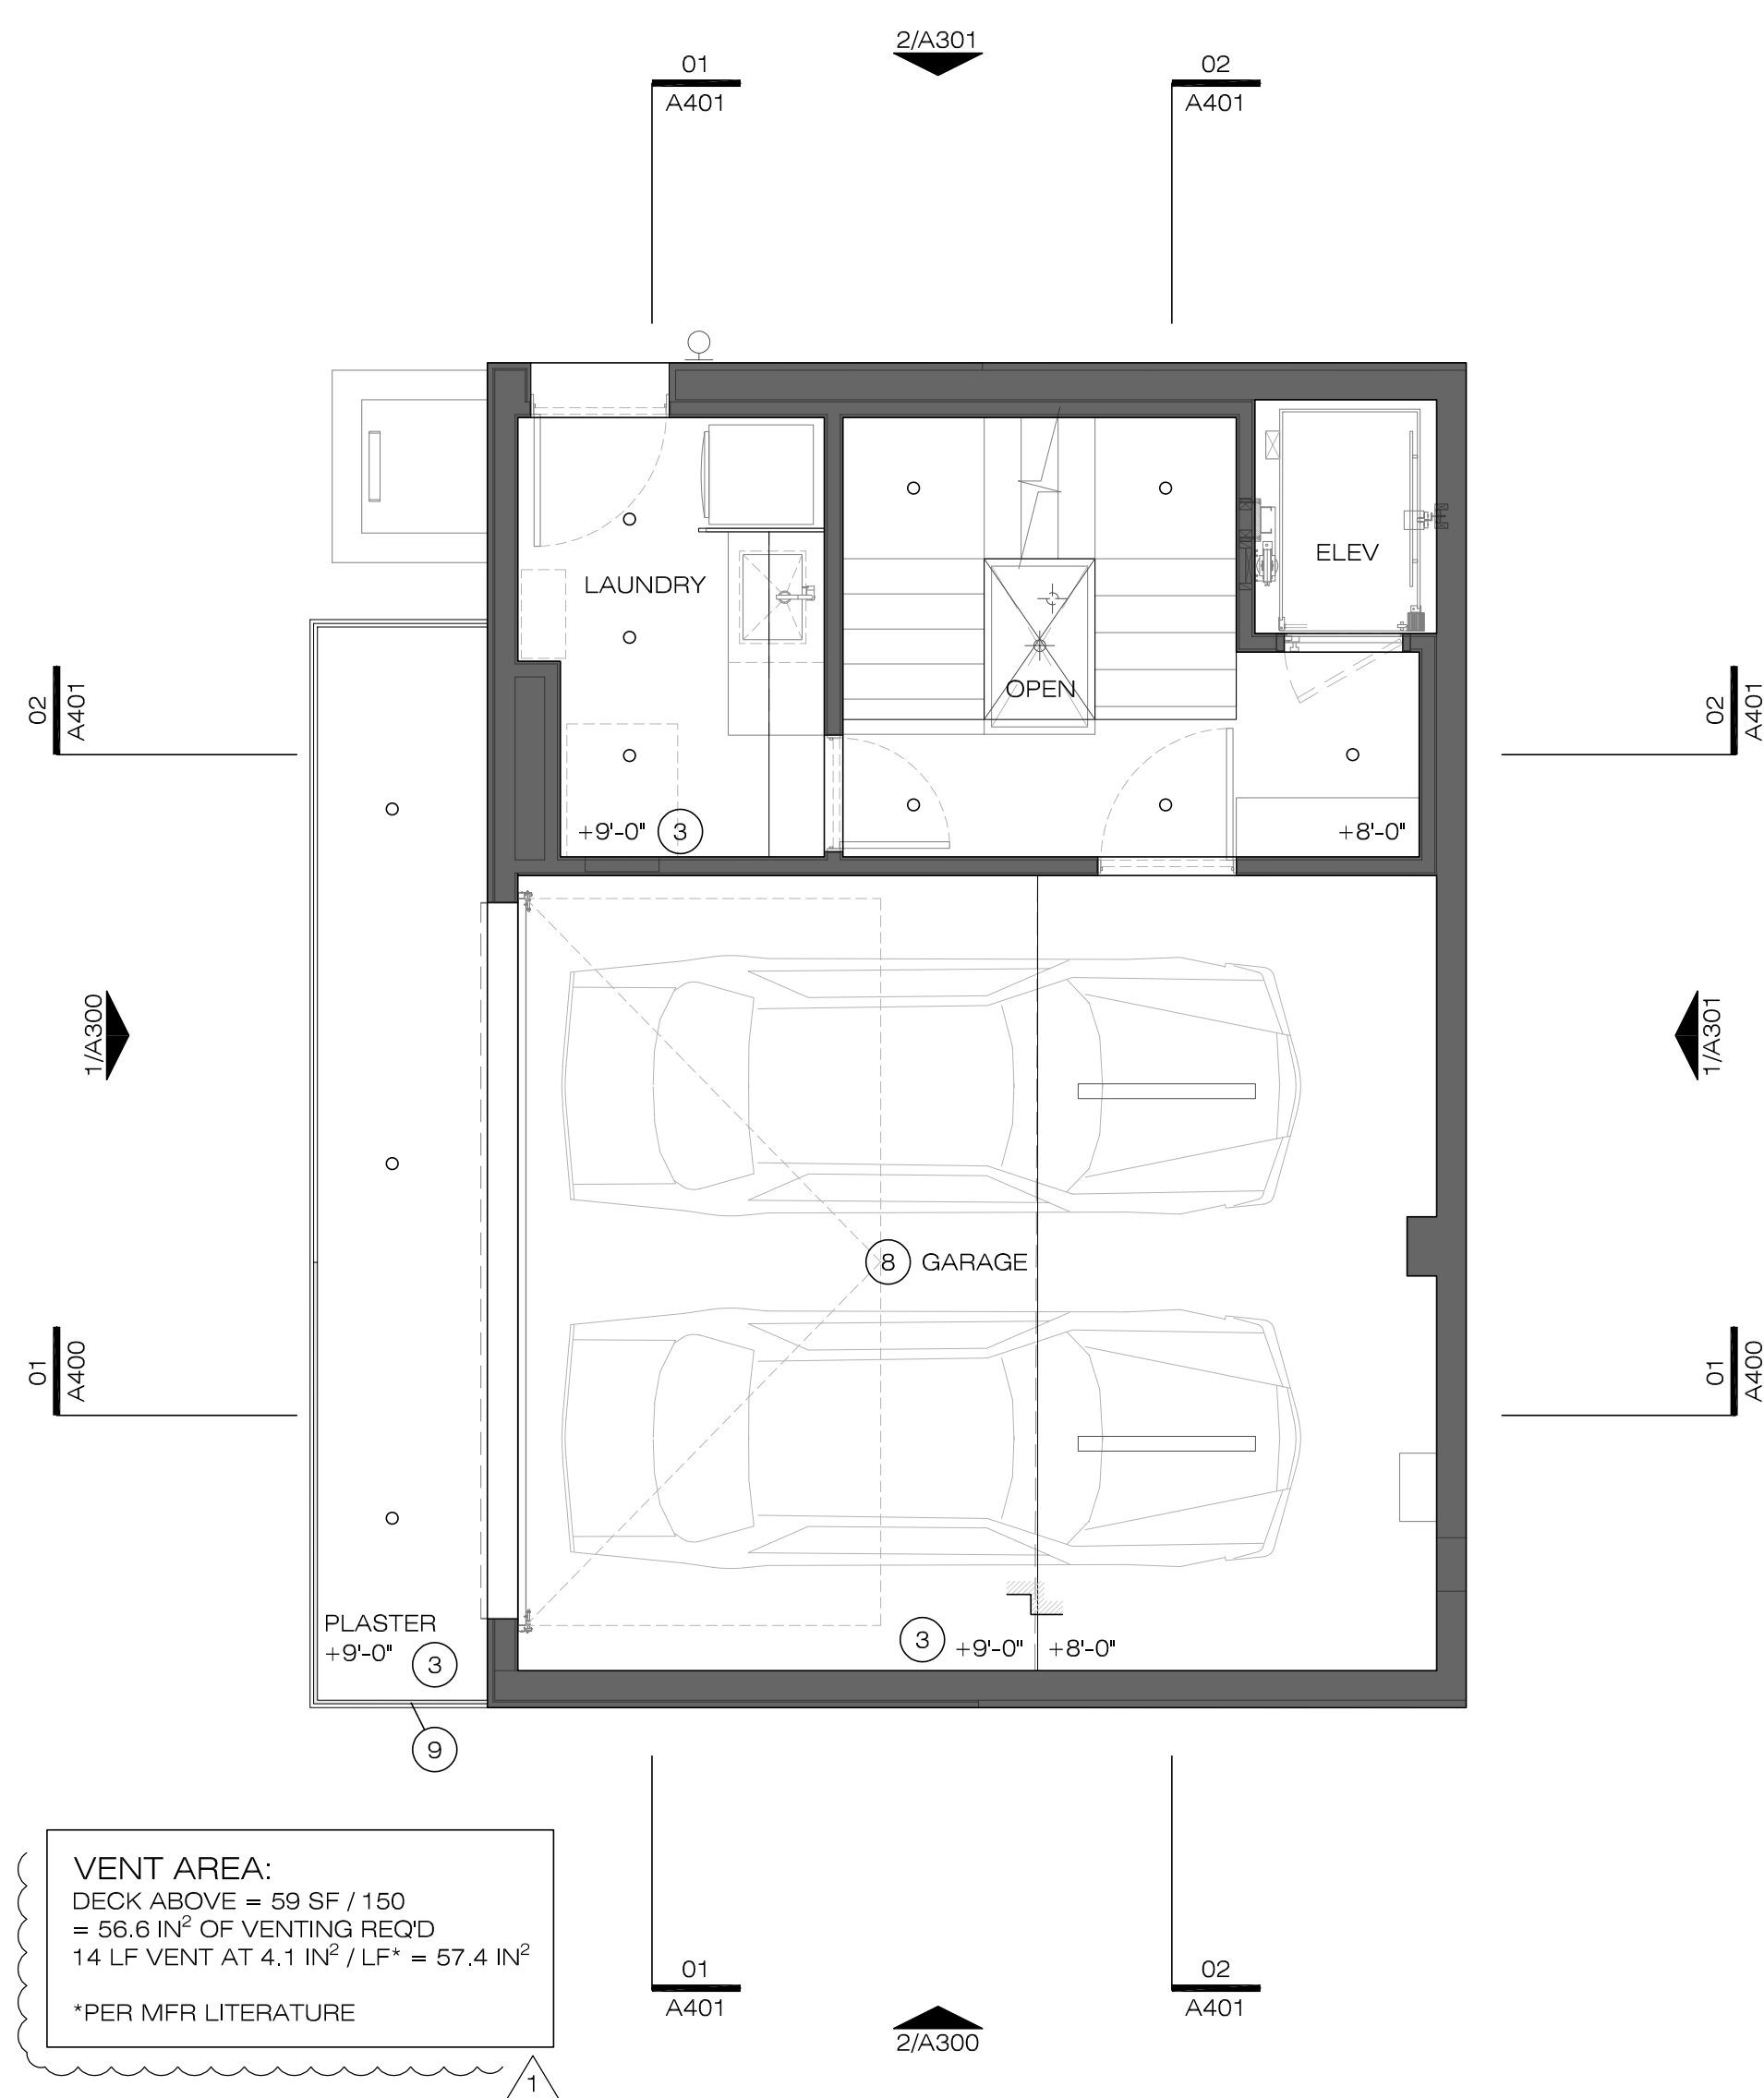 2/A301
01
A401
02
A401
ELEV
LAUNDRY
OPEN
02
A401
02
A401
+9'-0"
3
+8'-0"
1/A300
1/A301
8
GARAGE
01
A400
01
A400
PLASTER
+9'-0"
3
3
+9'-0"
+8'-0"
9
VENT AREA:
DECK ABOVE = 59 SF / 150
= 56.6 IN² OF VENTING REQ'D
14 LF VENT AT 4.1 IN² / LF* = 57.4 IN²
*PER MFR LITERATURE
1
01
A401
02
A401
2/A300